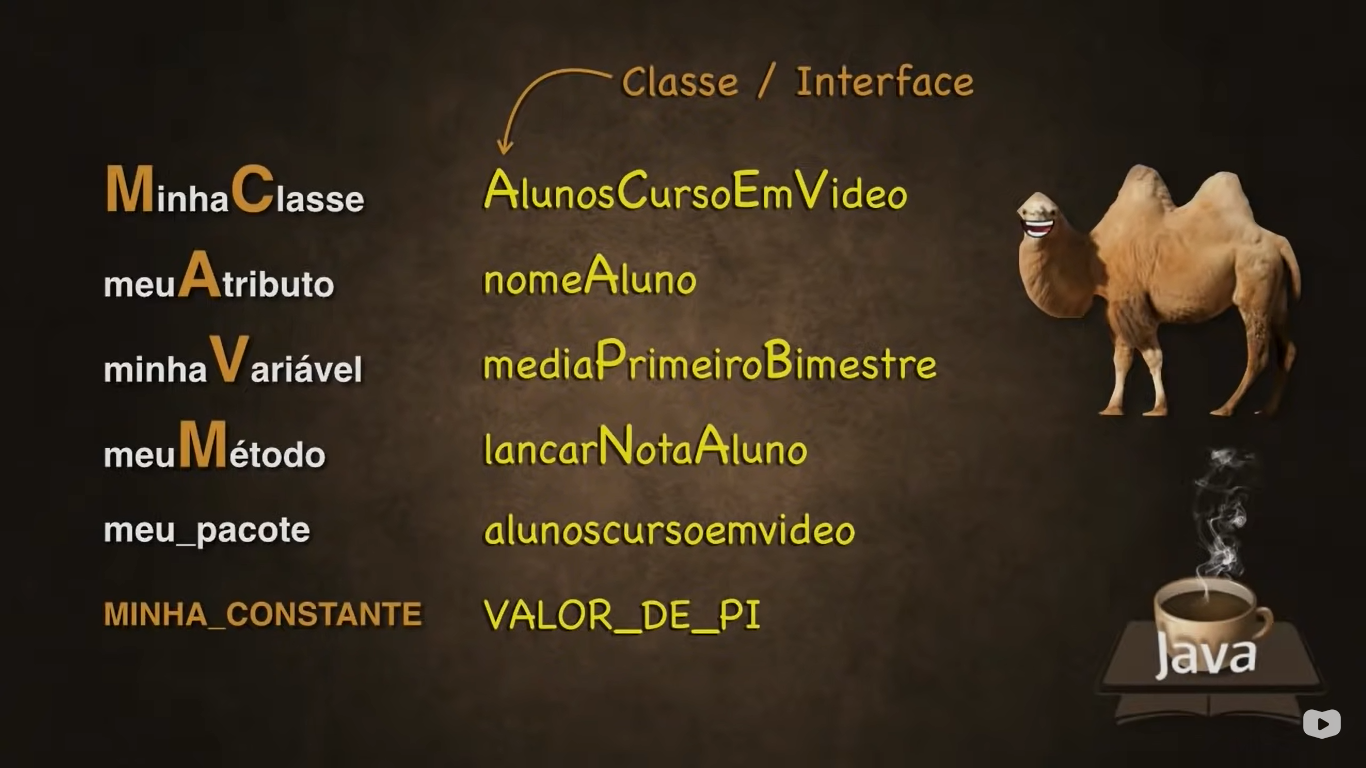 Classe / Interface
MinhaClasse AlunosCursoEmVideo
meuAtributo nomeAluno
minhaVariável mediaPrimeiroBimestre
meuMétodo lancarNotaAluno
meu_pacote alunoscursoemvideo
MINHA_CONSTANTE VALOR_DE_PI
Java